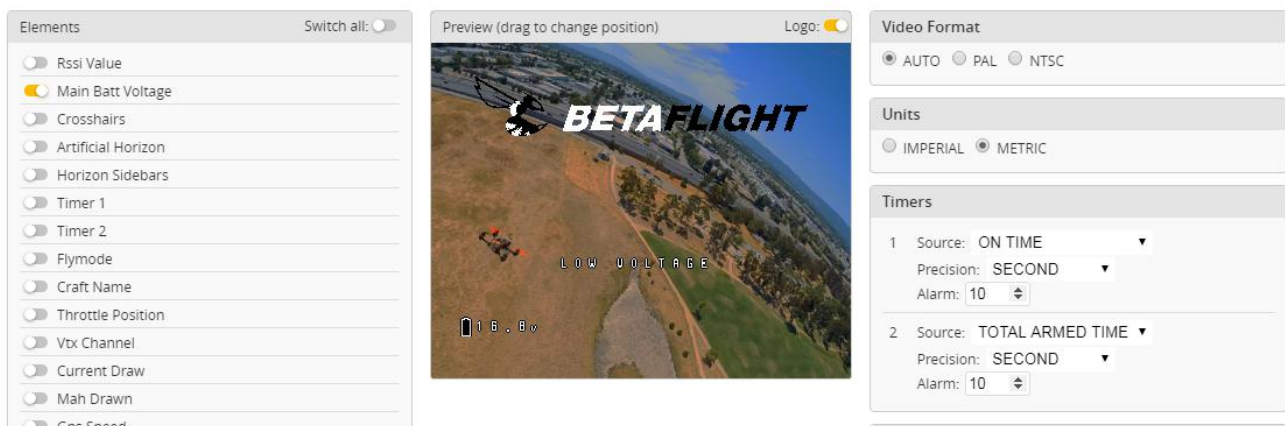 Elements Switch all:
Rssi Value
Main Batt Voltage
Crosshairs
Artificial Horizon
Horizon Sidebars
Timer 1
Timer 2
Flymode
Craft Name
Throttle Position
Vtx Channel
Current Draw
Mah Drawn
Gps Speed
Preview (drag to change position) Logo:
BETAFLIGHT
LOW VOLTAGE
16.8v
Video Format
AUTO PAL NTSC
Units
IMPERIAL METRIC
Timers
1 Source: ON TIME
Precision: SECOND
Alarm: 10
2 Source: TOTAL ARMED TIME
Precision: SECOND
Alarm: 10